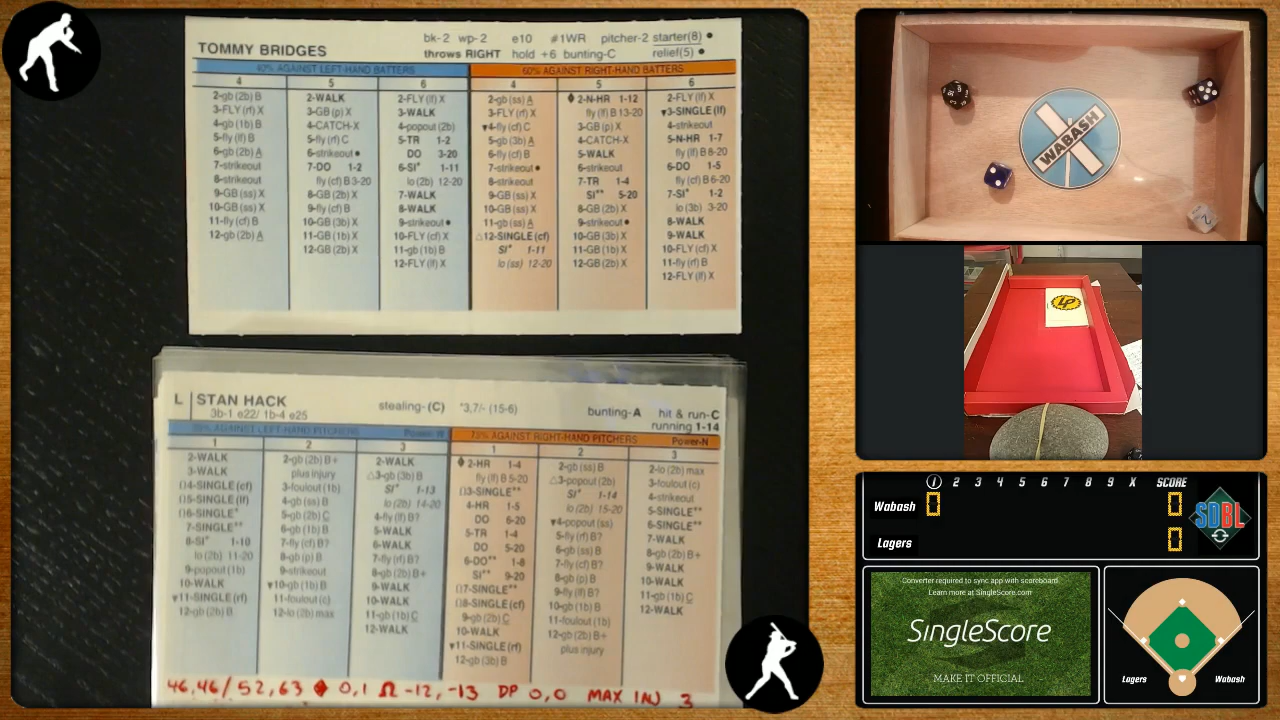 TOMMY BRIDGES
bk-2 wp-2 e10 #1WR pitcher-2 starter(8) ●
throws RIGHT hold +6 bunting-C relief(5) ●
40% AGAINST LEFT-HAND BATTERS
60% AGAINST RIGHT-HAND BATTERS
4
2-gb (2b) B
3-FLY (rf) X
4-gb (1b) B
5-fly (lf) B
6-gb (2b) A
7-strikeout
8-strikeout
9-GB (ss) X
10-GB (ss) X
11-fly (cf) B
12-gb (2b) A
5
2-WALK
3-GB (p) X
4-CATCH-X
5-fly (rf) C
6-strikeout ●
7-DO 1-2
fly (cf) B 3-20
8-GB (2b) X
9-fly (cf) B
10-GB (3b) X
11-GB (1b) X
12-GB (2b) X
6
2-FLY (lf) X
3-WALK
4-popout (2b)
5-TR 1-2
DO 3-20
6-SI* 1-11
lo (2b) 12-20
7-WALK
8-WALK
9-strikeout ●
10-FLY (cf) X
11-gb (1b) B
12-FLY (lf) X
4
2-gb (ss) A
3-FLY (rf) X
▼4-fly (cf) C
5-gb (3b) A
6-fly (cf) B
7-strikeout ●
8-strikeout
9-GB (ss) X
10-GB (ss) X
11-gb (ss) A
△12-SINGLE (cf)
SI* 1-11
lo (ss) 12-20
5
♦ 2-N-HR 1-12
fly (lf) B 13-20
3-GB (p) X
4-CATCH-X
5-WALK
6-strikeout
7-TR 1-4
SI** 5-20
8-GB (2b) X
9-strikeout ●
10-GB (3b) X
11-GB (1b) X
12-GB (2b) X
6
2-FLY (lf) X
▼3-SINGLE (lf)
4-strikeout
5-N-HR 1-7
fly (lf) B 8-20
6-DO 1-5
fly (cf) B 6-20
7-SI* 1-2
lo (3b) 3-20
8-WALK
9-WALK
10-FLY (cf) X
11-fly (rf) B
12-FLY (lf) X
L STAN HACK
3b-1 e22/ 1b-4 e25
stealing-(C) *3,7/- (15-6)
bunting-A hit & run-C
running 1-14
AGAINST LEFT-HAND PITCHERS
AGAINST RIGHT-HAND PITCHERS Power-N
1
2-WALK
3-WALK
()4-SINGLE (cf)
()5-SINGLE (lf)
()6-SINGLE*
7-SINGLE**
8-SI* 1-10
lo (2b) 11-20
9-popout (1b)
10-WALK
▼11-SINGLE (rf)
12-gb (2b) B
2
2-gb (2b) B+
plus injury
3-foulout (1b)
4-gb (ss) B
5-gb (2b) C
6-gb (1b) B
7-fly (cf) B?
8-gb (p) B
9-strikeout
▼10-gb (1b) B
11-foulout (c)
12-lo (2b) max
3
2-WALK
△3-gb (3b) B
SI* 1-13
lo (2b) 14-20
4-fly (lf) B?
5-WALK
6-WALK
7-fly (rf) B?
8-gb (2b) B+
9-WALK
10-WALK
11-gb (1b) C
12-WALK
1
♦ 2-HR 1-4
fly (lf) B 5-20
()3-SINGLE**
4-HR 1-5
DO 6-20
5-TR 1-4
DO 5-20
6-DO** 1-8
SI** 9-20
()7-SINGLE**
()8-SINGLE (cf)
9-gb (2b) C
10-WALK
▼11-SINGLE (rf)
12-gb (3b) B
2
2-gb (ss) B
△3-popout (2b)
SI* 1-14
lo (2b) 15-20
▼4-popout (ss)
5-fly (rf) B?
6-gb (ss) B
7-fly (cf) B?
8-gb (p) B
9-fly (lf) B?
10-gb (1b) B
11-foulout (1b)
12-gb (2b) B+
plus injury
3
2-lo (2b) max
3-foulout (c)
4-strikeout
5-SINGLE**
6-SINGLE**
7-WALK
8-gb (2b) B+
9-WALK
10-WALK
11-gb (1b) C
12-WALK
46,46/52,63 ♦ 0,1 Ω -12,-13 DP 0,0 MAX INJ 3
WABASH
LP
1 2 3 4 5 6 7 8 9 X SCORE
Wabash 0 0
Lagers 0
SDBL
Converter required to sync app with scoreboard
Learn more at SingleScore.com
SINGLESCORE
MAKE IT OFFICIAL
Lagers Wabash